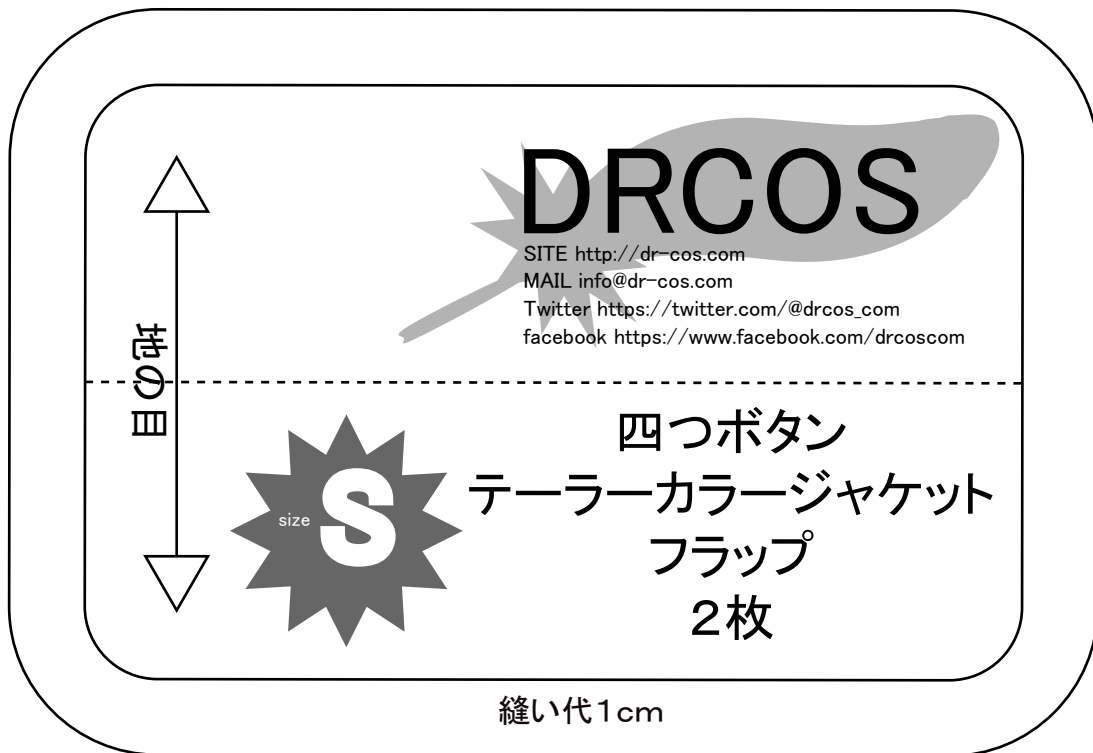 DRCOS
SITE http://dr-cos.com
MAIL info@dr-cos.com
Twitter https://twitter.com/@drcos_com
facebook https://www.facebook.com/drcoscom
地の目
size S
四つボタン
テーラーカラージャケット
フラップ
２枚
縫い代１cm